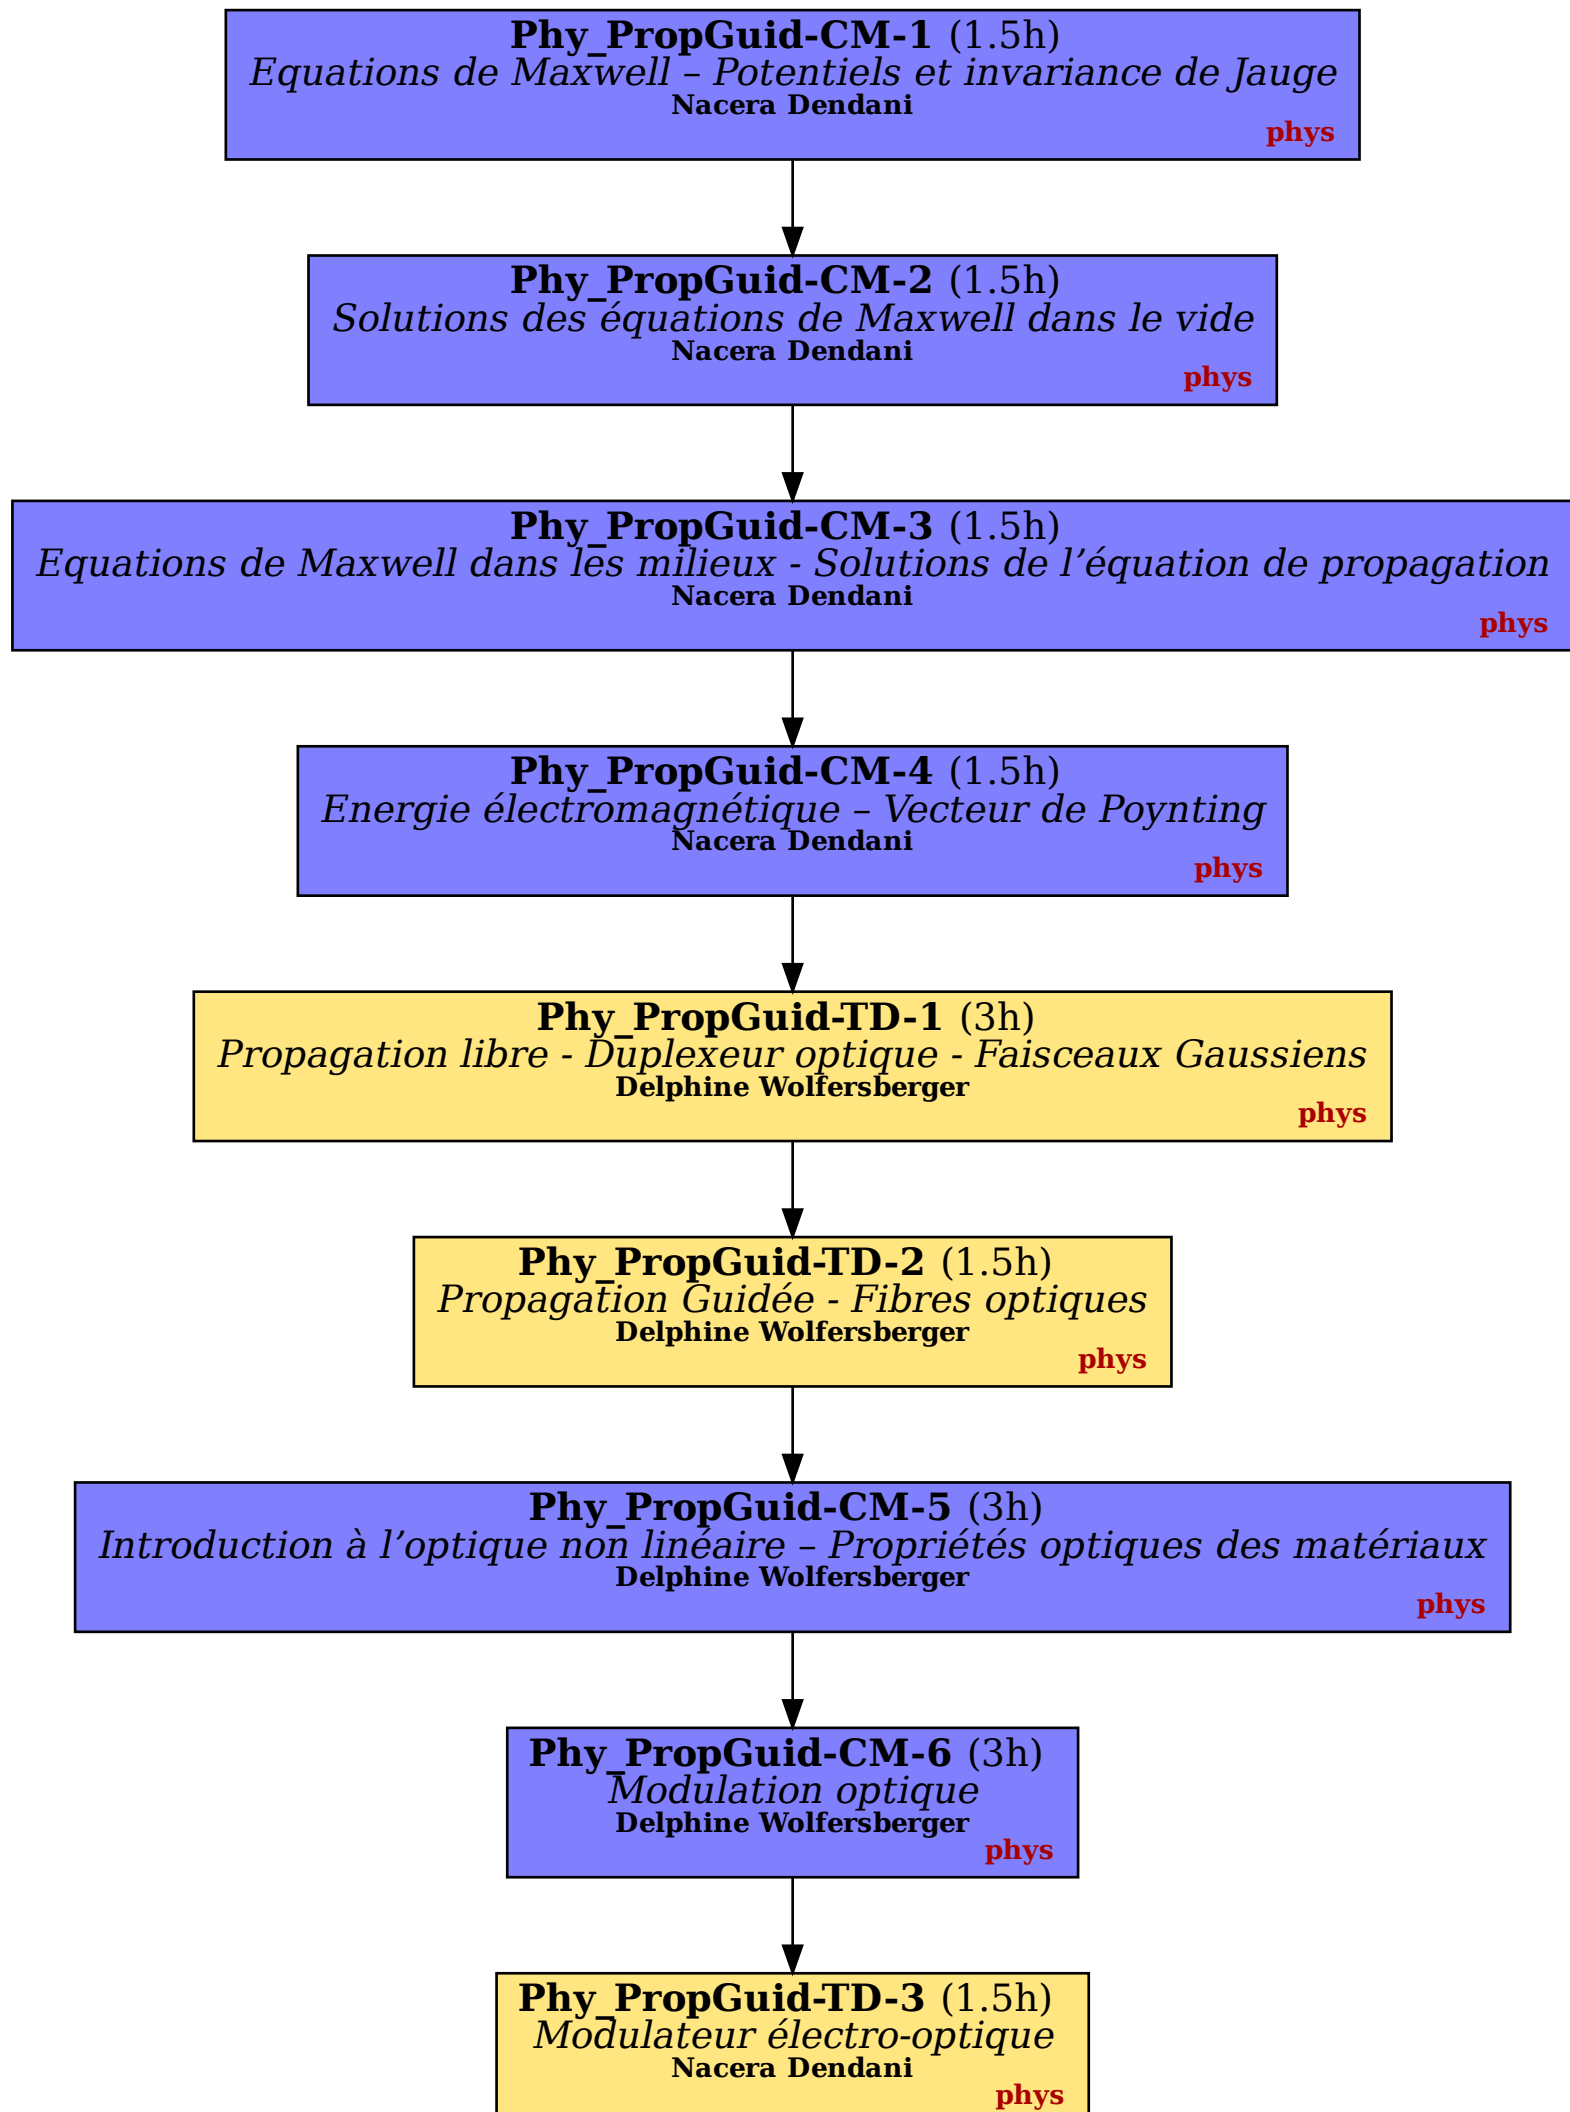 Phy_PropGuid-CM-1 (1.5h)
Equations de Maxwell – Potentiels et invariance de Jauge
Nacera Dendani
phys
Phy_PropGuid-CM-2 (1.5h)
Solutions des équations de Maxwell dans le vide
Nacera Dendani
phys
Phy_PropGuid-CM-3 (1.5h)
Equations de Maxwell dans les milieux - Solutions de l’équation de propagation
Nacera Dendani
phys
Phy_PropGuid-CM-4 (1.5h)
Energie électromagnétique – Vecteur de Poynting
Nacera Dendani
phys
Phy_PropGuid-TD-1 (3h)
Propagation libre - Duplexeur optique - Faisceaux Gaussiens
Delphine Wolfersberger
phys
Phy_PropGuid-TD-2 (1.5h)
Propagation Guidée - Fibres optiques
Delphine Wolfersberger
phys
Phy_PropGuid-CM-5 (3h)
Introduction à l’optique non linéaire – Propriétés optiques des matériaux
Delphine Wolfersberger
phys
Phy_PropGuid-CM-6 (3h)
Modulation optique
Delphine Wolfersberger
phys
Phy_PropGuid-TD-3 (1.5h)
Modulateur électro-optique
Nacera Dendani
phys